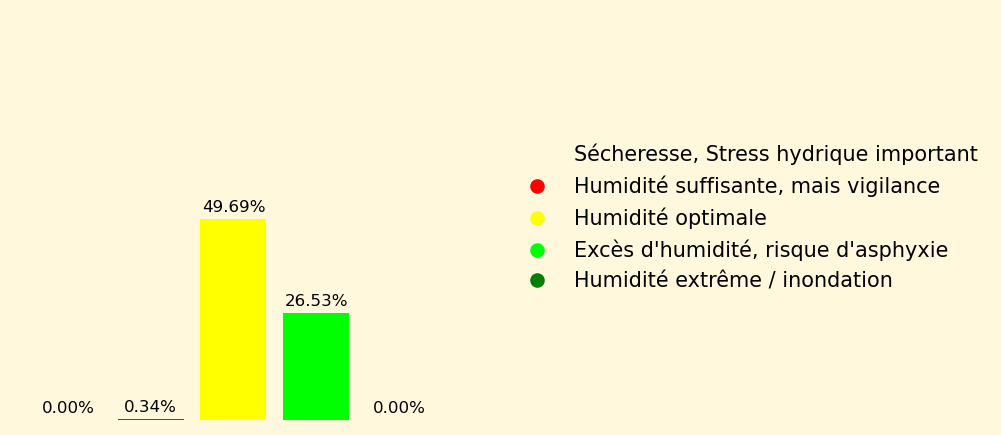 Sécheresse, Stress hydrique important
Humidité suffisante, mais vigilance
Humidité optimale
Excès d'humidité, risque d'asphyxie
Humidité extrême / inondation
49.69%
26.53%
0.00%
0.34%
0.00%